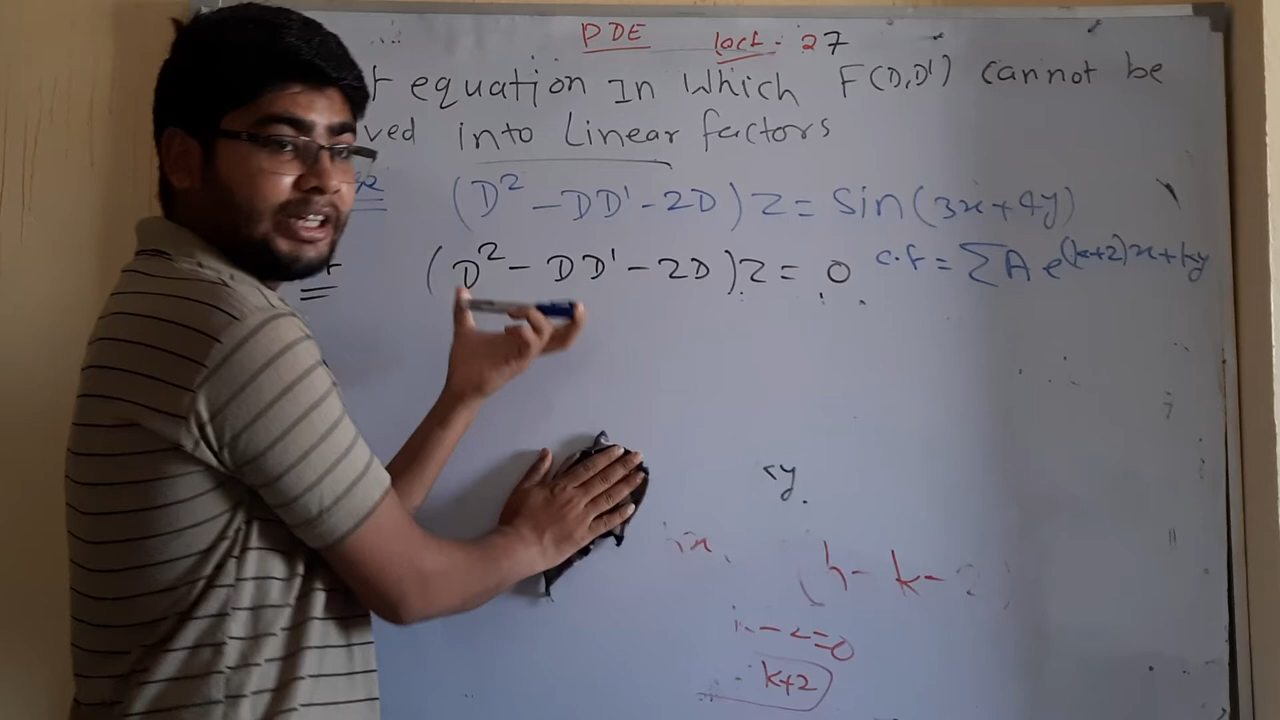 PDE lect - 27
equation In Which F(D,D') cannot be
ved into Linear factors
(D² - DD' - 2D) Z = Sin(3x+4y)
(D² - DD' - 2D) Z = 0 C.F = ΣA e^(k+2)x+ky
y.
(h - k -
=0
k+2